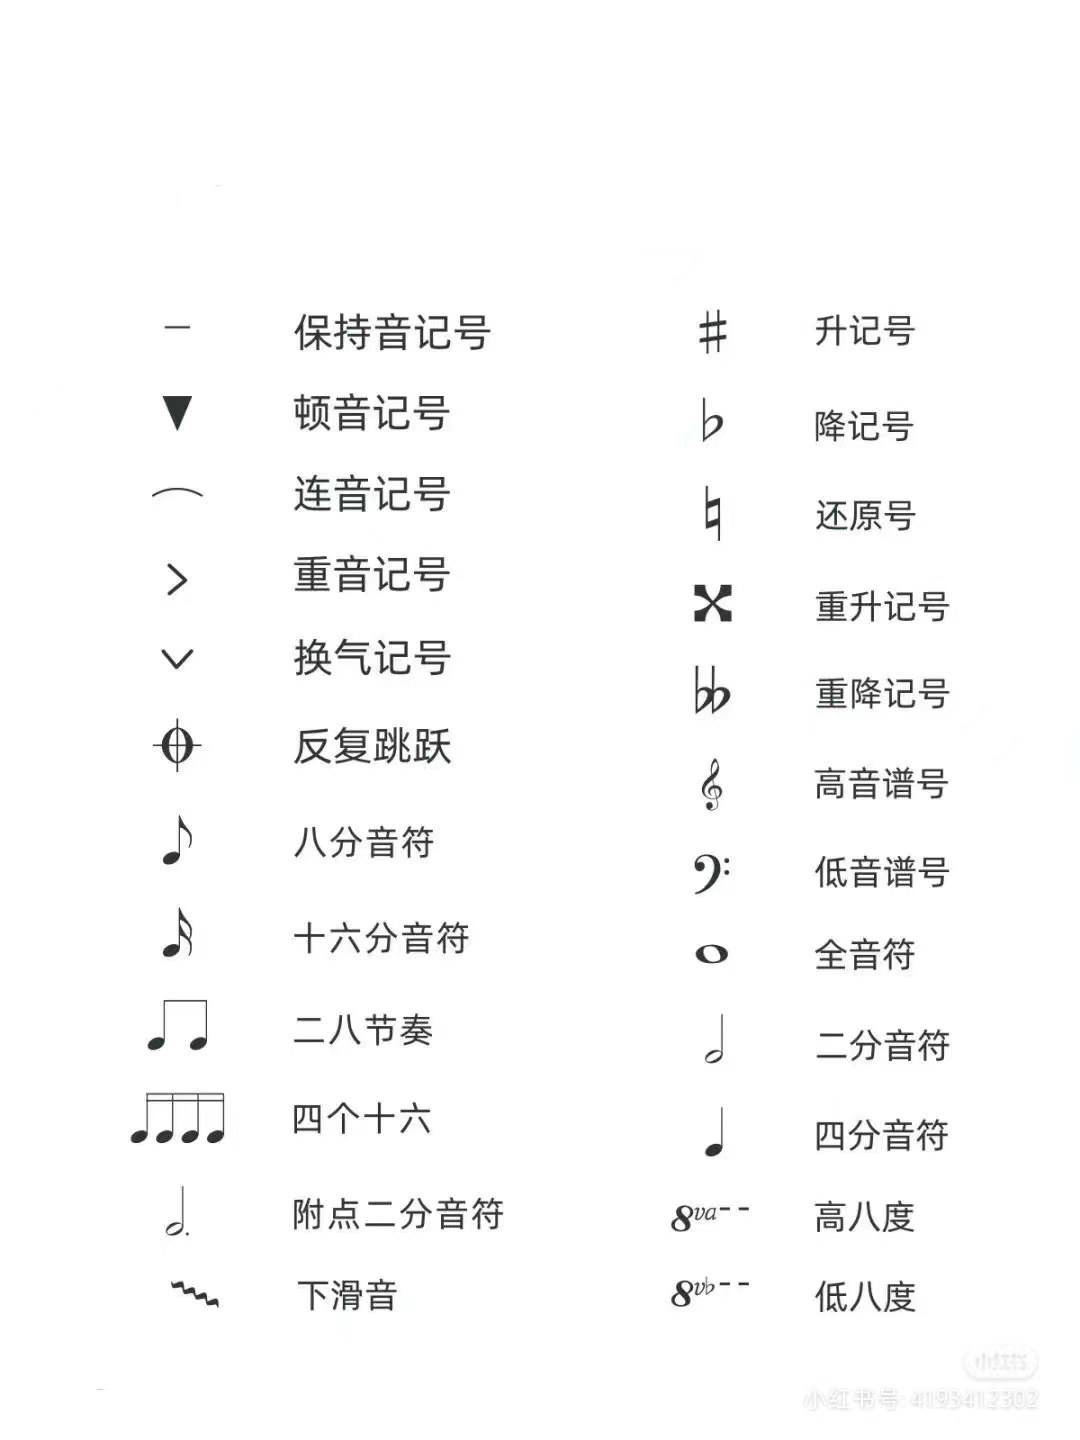 保持音记号
顿音记号
连音记号
重音记号
换气记号
反复跳跃
八分音符
十六分音符
二八节奏
四个十六
附点二分音符
下滑音
升记号
降记号
还原号
重升记号
重降记号
高音谱号
低音谱号
全音符
二分音符
四分音符
8va-- 高八度
8vb-- 低八度
小红书
小红书号: 4193412302